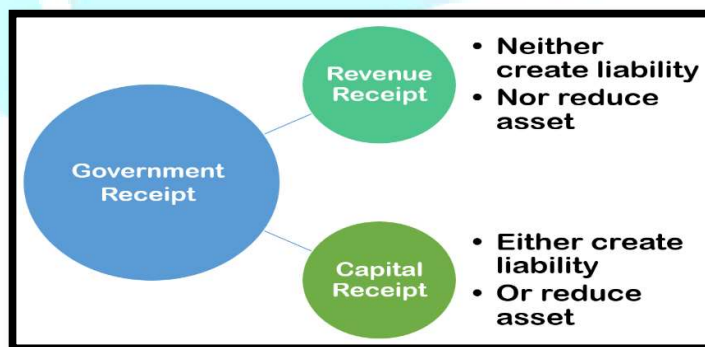 Government
Receipt
Revenue
Receipt
• Neither
create liability
• Nor reduce
asset
Capital
Receipt
• Either create
liability
• Or reduce
asset